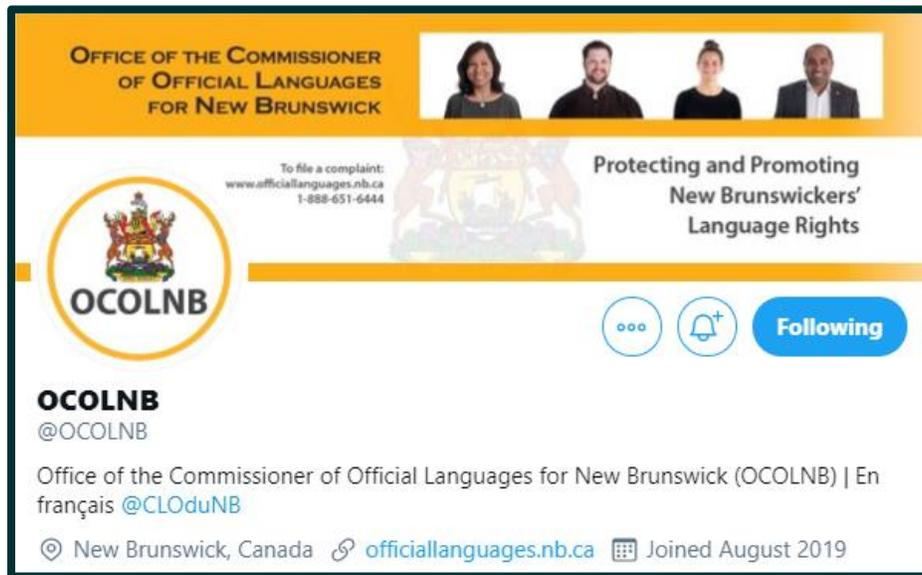 OFFICE OF THE COMMISSIONER
OF OFFICIAL LANGUAGES
FOR NEW BRUNSWICK
To file a complaint:
www.officiallanguages.nb.ca
1-888-651-6444
Protecting and Promoting
New Brunswickers'
Language Rights
OCOLNB
Following
OCOLNB
@OCOLNB
Office of the Commissioner of Official Languages for New Brunswick (OCOLNB) | En
français @CLOduNB
New Brunswick, Canada officiallanguages.nb.ca Joined August 2019